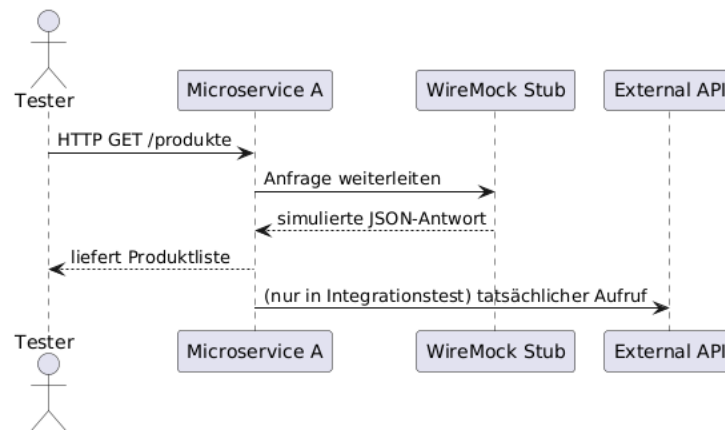 Tester
Microservice A
WireMock Stub
External API
HTTP GET /produkte
Anfrage weiterleiten
simulierte JSON-Antwort
liefert Produktliste
(nur in Integrationstest) tatsächlicher Aufruf
Tester
Microservice A
WireMock Stub
External API